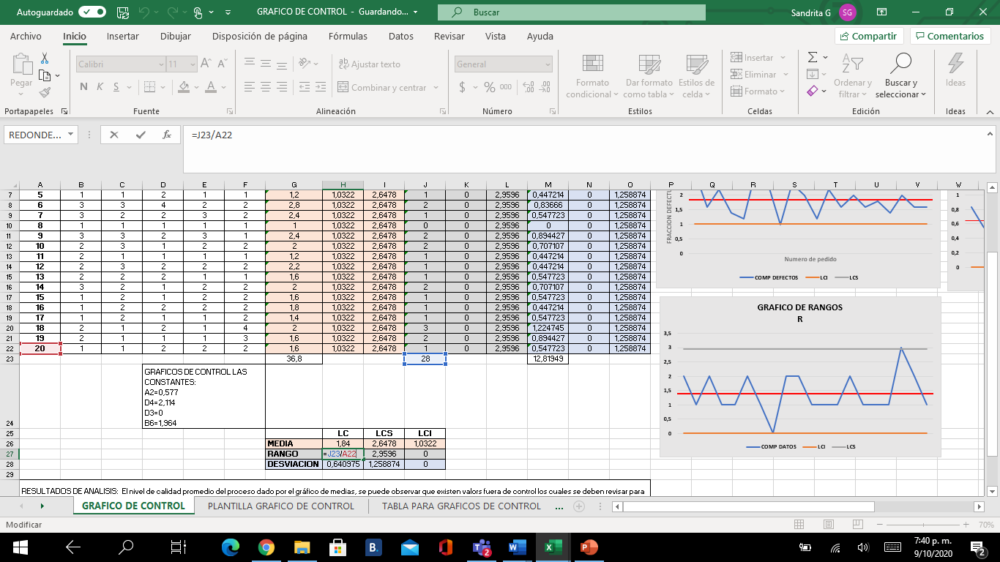 Autoguardado
GRAFICO DE CONTROL - Guardando...
Buscar
Sandrita G
SG
Archivo Inicio Insertar Dibujar Disposición de página Fórmulas Datos Revisar Vista Ayuda
Compartir
Comentarios
Pegar
Calibri 11
N K S
Ajustar texto
Combinar y centrar
General
$ % 000
Formato condicional
Dar formato como tabla
Estilos de celda
Insertar
Eliminar
Formato
Ordenar y filtrar
Buscar y seleccionar
Ideas
Portapapeles Fuente Alineación Número Estilos Celdas Edición Ideas
REDONDE...
=J23/A22
A B C D E F G H I J K L M N O P Q R S T U V W
7 5 1 1 2 1 1 1,2 1,0322 2,6478 1 0 2,9596 0,447214 0 1,258874
8 6 3 3 4 2 2 2,8 1,0322 2,6478 2 0 2,9596 0,83666 0 1,258874
9 7 3 2 2 3 2 2,4 1,0322 2,6478 1 0 2,9596 0,547723 0 1,258874
10 8 1 1 1 1 1 1 1,0322 2,6478 0 0 2,9596 0 0 1,258874
11 9 3 3 2 3 1 2,4 1,0322 2,6478 2 0 2,9596 0,894427 0 1,258874
12 10 2 3 1 2 2 2 1,0322 2,6478 2 0 2,9596 0,707107 0 1,258874
13 11 2 1 1 1 1 1,2 1,0322 2,6478 1 0 2,9596 0,447214 0 1,258874
14 12 2 3 2 2 2 2,2 1,0322 2,6478 1 0 2,9596 0,447214 0 1,258874
15 13 2 2 2 1 1 1,6 1,0322 2,6478 1 0 2,9596 0,547723 0 1,258874
16 14 3 2 1 2 2 2 1,0322 2,6478 2 0 2,9596 0,707107 0 1,258874
17 15 1 2 1 2 2 1,6 1,0322 2,6478 1 0 2,9596 0,547723 0 1,258874
18 16 1 2 2 2 2 1,8 1,0322 2,6478 1 0 2,9596 0,447214 0 1,258874
19 17 1 2 1 1 2 1,4 1,0322 2,6478 1 0 2,9596 0,547723 0 1,258874
20 18 2 1 2 1 4 2 1,0322 2,6478 3 0 2,9596 1,224745 0 1,258874
21 19 2 1 1 1 3 1,6 1,0322 2,6478 2 0 2,9596 0,894427 0 1,258874
22 20 1 1 2 2 2 1,6 1,0322 2,6478 1 0 2,9596 0,547723 0 1,258874
23 36,8 28 12,81949
GRAFICOS DE CONTROL LAS
CONSTANTES:
A2=0,577
D4=2,114
D3=0
B6=1,964
24
25 LC LCS LCI
26 MEDIA 1,84 2,6478 1,0322
27 RANGO =J23/A22 2,9596 0
28 DESVIACION 0,640975 1,258874 0
29
RESULTADOS DE ANALISIS: El nivel de calidad promedio del proceso dado por el gráfico de medias, se puede observar que existen valors fuera de control los cuales se deben revisar para
FRACCION DEFECTU
2
1,5
1
0,5
0
Numero de pedido
COMP DEFECTOS LCI LCS
1
0,8
0,6
0,4
0,2
0
GRAFICO DE RANGOS
R
3,5
3
2,5
2
1,5
1
0,5
0
COMP DATOS LCI LCS
GRAFICO DE CONTROL PLANTILLA GRAFICO DE CONTROL TABLA PARA GRAFICOS DE CONTROL ...
Modificar
70%
B.
2
7:40 p. m.
9/10/2020
2